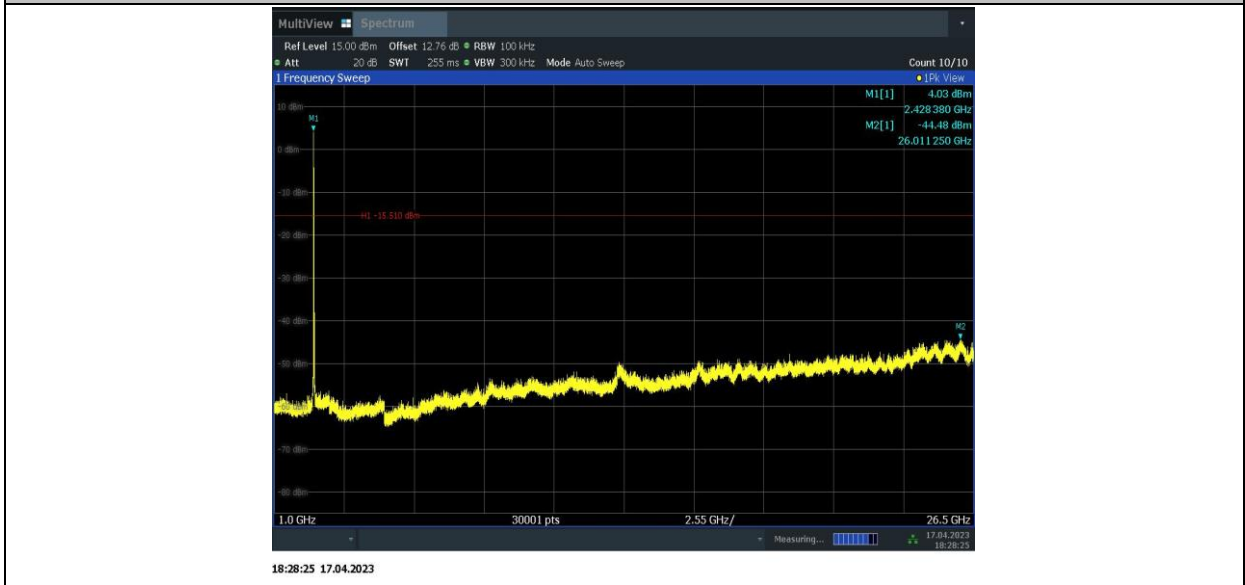 MultiView Spectrum
Ref Level 15.00 dBm Offset 12.76 dB RBW 100 kHz
Att 20 dB SWT 255 ms VBW 300 kHz Mode Auto Sweep Count 10/10
1 Frequency Sweep 1Pk View
M1[1] 4.03 dBm
2.428 380 GHz
M2[1] -44.48 dBm
26.011 250 GHz
10 dBm
M1
0 dBm
-10 dBm
H1 -15.510 dBm
-20 dBm
-30 dBm
-40 dBm
M2
-50 dBm
-60 dBm
-70 dBm
-80 dBm
1.0 GHz 30001 pts 2.55 GHz/ 26.5 GHz
Measuring... 17.04.2023
18:28:25
18:28:25 17.04.2023